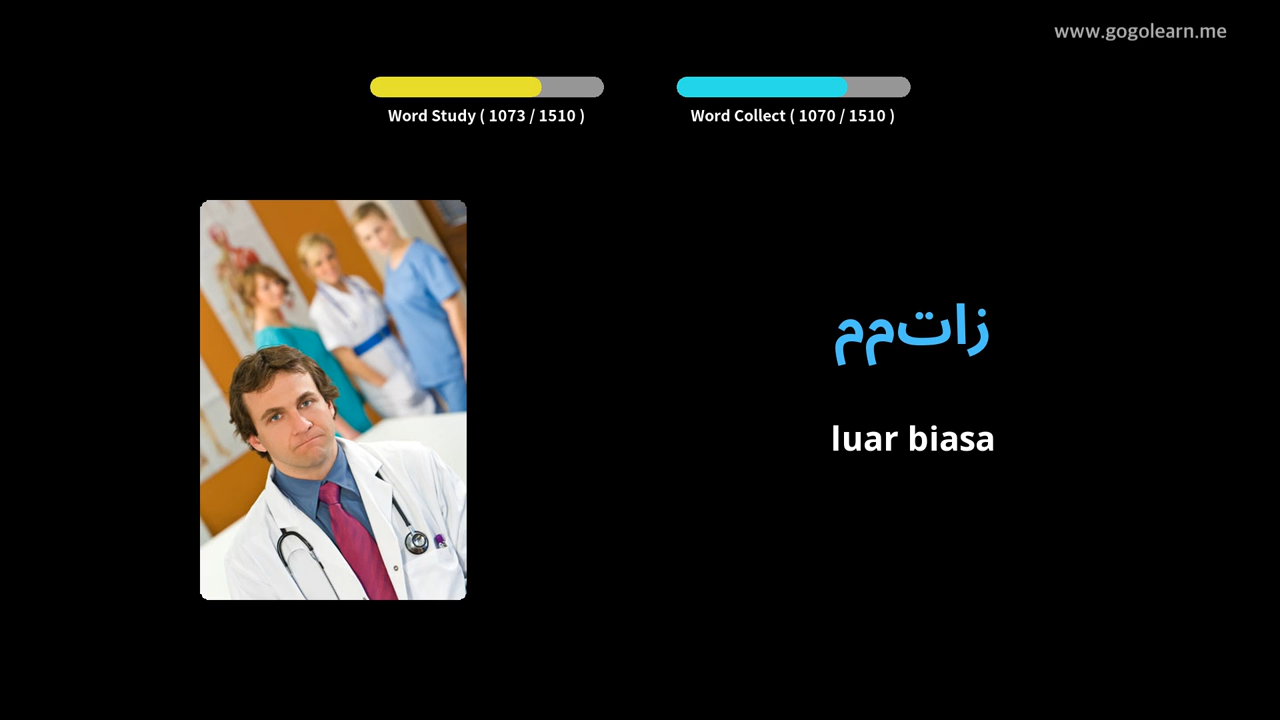 www.gogolearn.me
Word Study ( 1073 / 1510 )
Word Collect ( 1070 / 1510 )
ممتاز
luar biasa